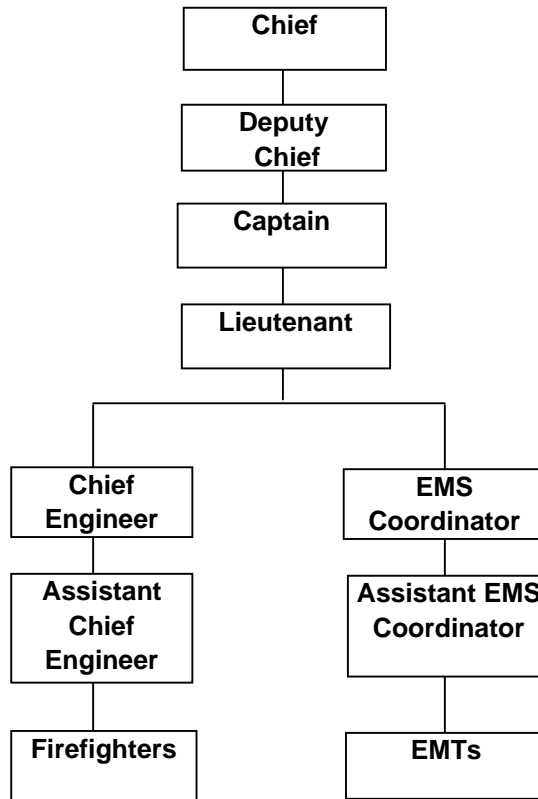 Chief
Deputy
Chief
Captain
Lieutenant
Chief
Engineer
EMS
Coordinator
Assistant
Chief
Engineer
Assistant EMS
Coordinator
Firefighters
EMTs